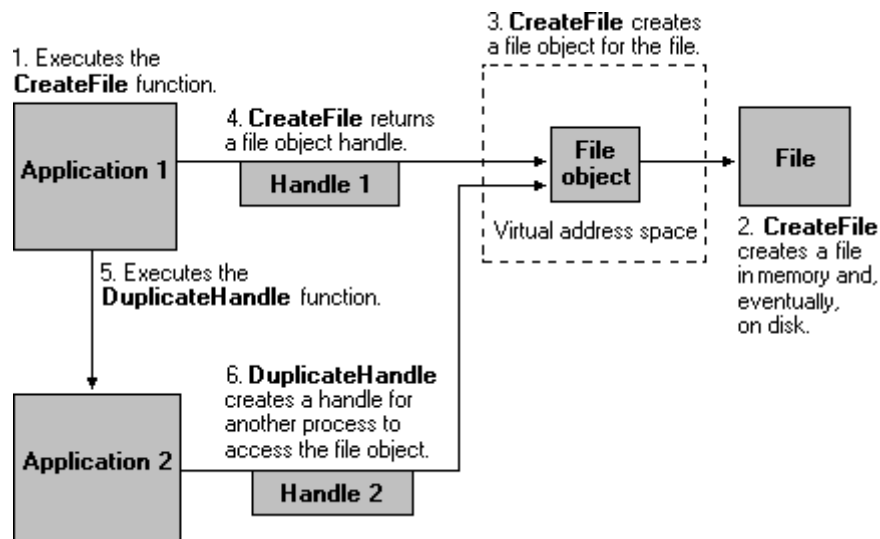 1. Executes the
CreateFile function.
Application 1
4. CreateFile returns
a file object handle.
Handle 1
3. CreateFile creates
a file object for the file.
File
object
Virtual address space
File
2. CreateFile
creates a file
in memory and,
eventually,
on disk.
5. Executes the
DuplicateHandle function.
Application 2
6. DuplicateHandle
creates a handle for
another process to
access the file object.
Handle 2